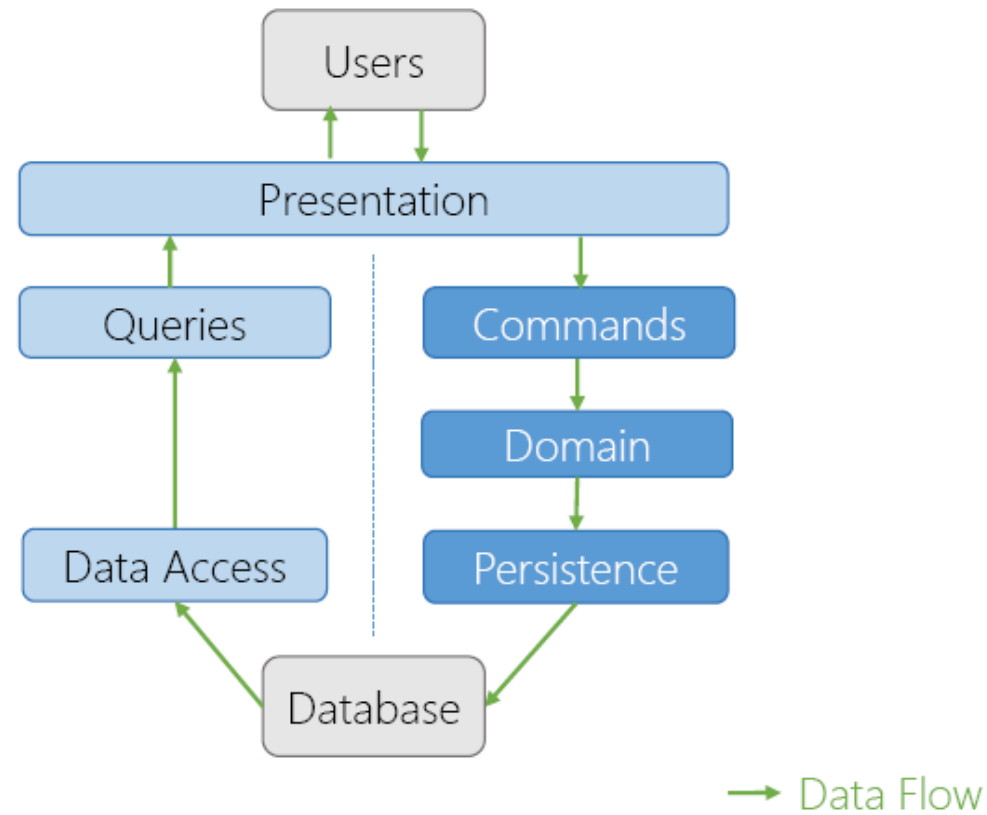 Users
Presentation
Queries
Commands
Domain
Data Access
Persistence
Database
Data Flow